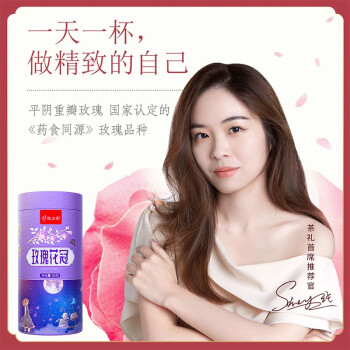 一天一杯，
做精致的自己
平阴重瓣玫瑰 国家认定的
《药食同源》玫瑰品种
茶礼首席推荐官
玫瑰花冠